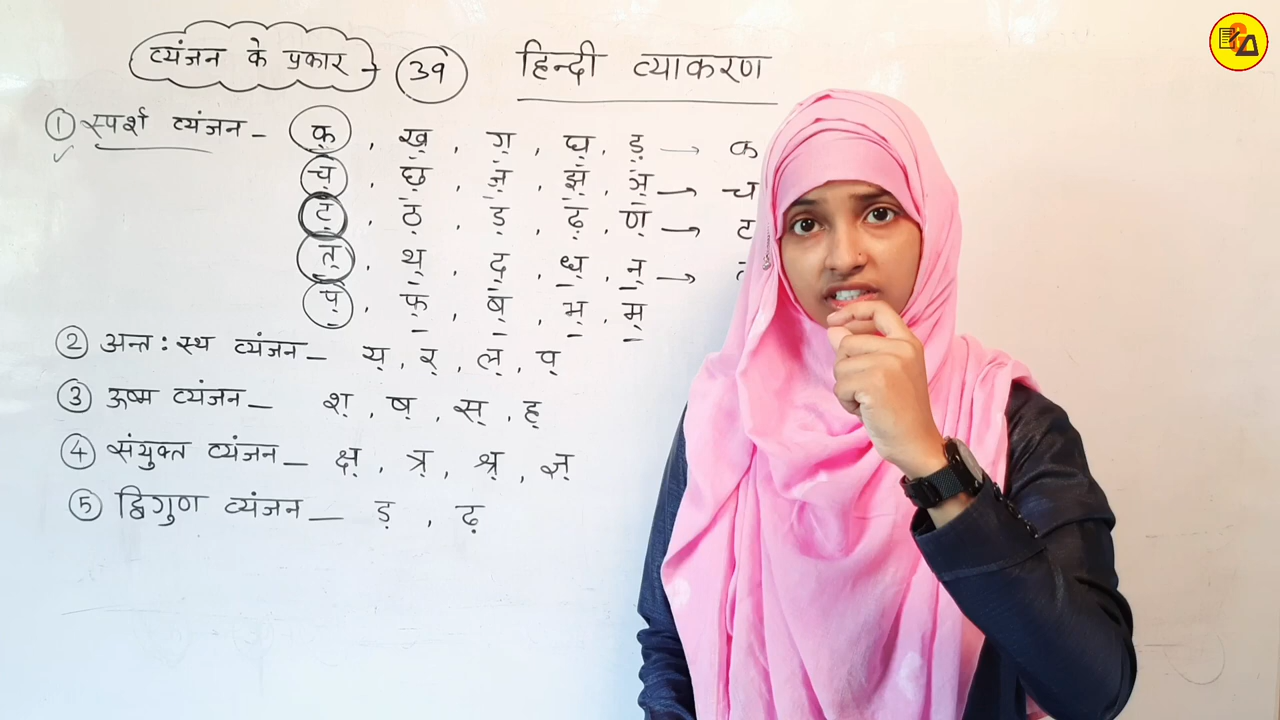 व्यंजन के प्रकार - 39 हिन्दी व्याकरण
① स्पर्श व्यंजन - क् , ख् , ग् , घ् , ड़् → क
च् , छ् , ज् , झ् , ञ् → च
ट् , ठ् , ड् , ढ् , ण् → ट
त् , थ् , द् , ध् , न् →
प् , फ् , ब् , भ् , म्
② अन्त : स्थ व्यंजन - य् , र् , ल् , व्
③ ऊष्म व्यंजन - श् , ष् , स् , ह्
④ संयुक्त व्यंजन - क्ष् , त्र् , श्र् , ज्ञ्
⑤ द्विगुण व्यंजन - ड़ , ढ़